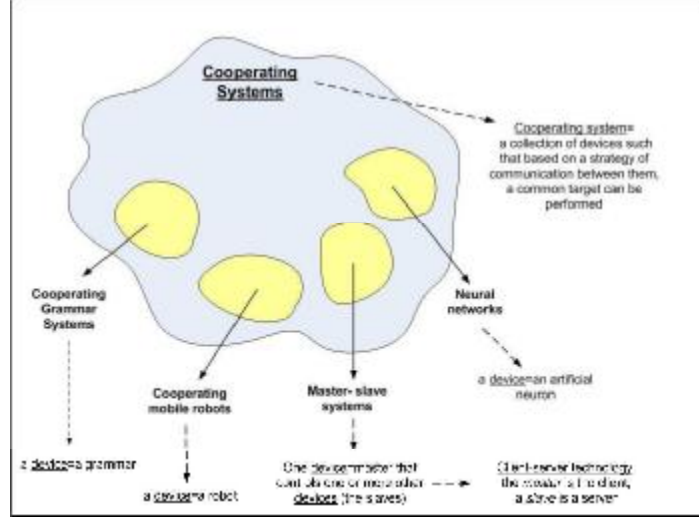 Cooperating
Systems
Cooperating system=
a collection of devices such
that based on a strategy of
communication between them,
a common target can be
performed
Cooperating
Grammar
Systems
Neural
networks
Cooperating
mobile robots
Master- slave
systems
a device=an artificial
neuron
a device=a grammar
a device=a robot
One device=master that
controls one or more other
devices (the slaves)
Client-server technology
the master is the client,
a slave is a server